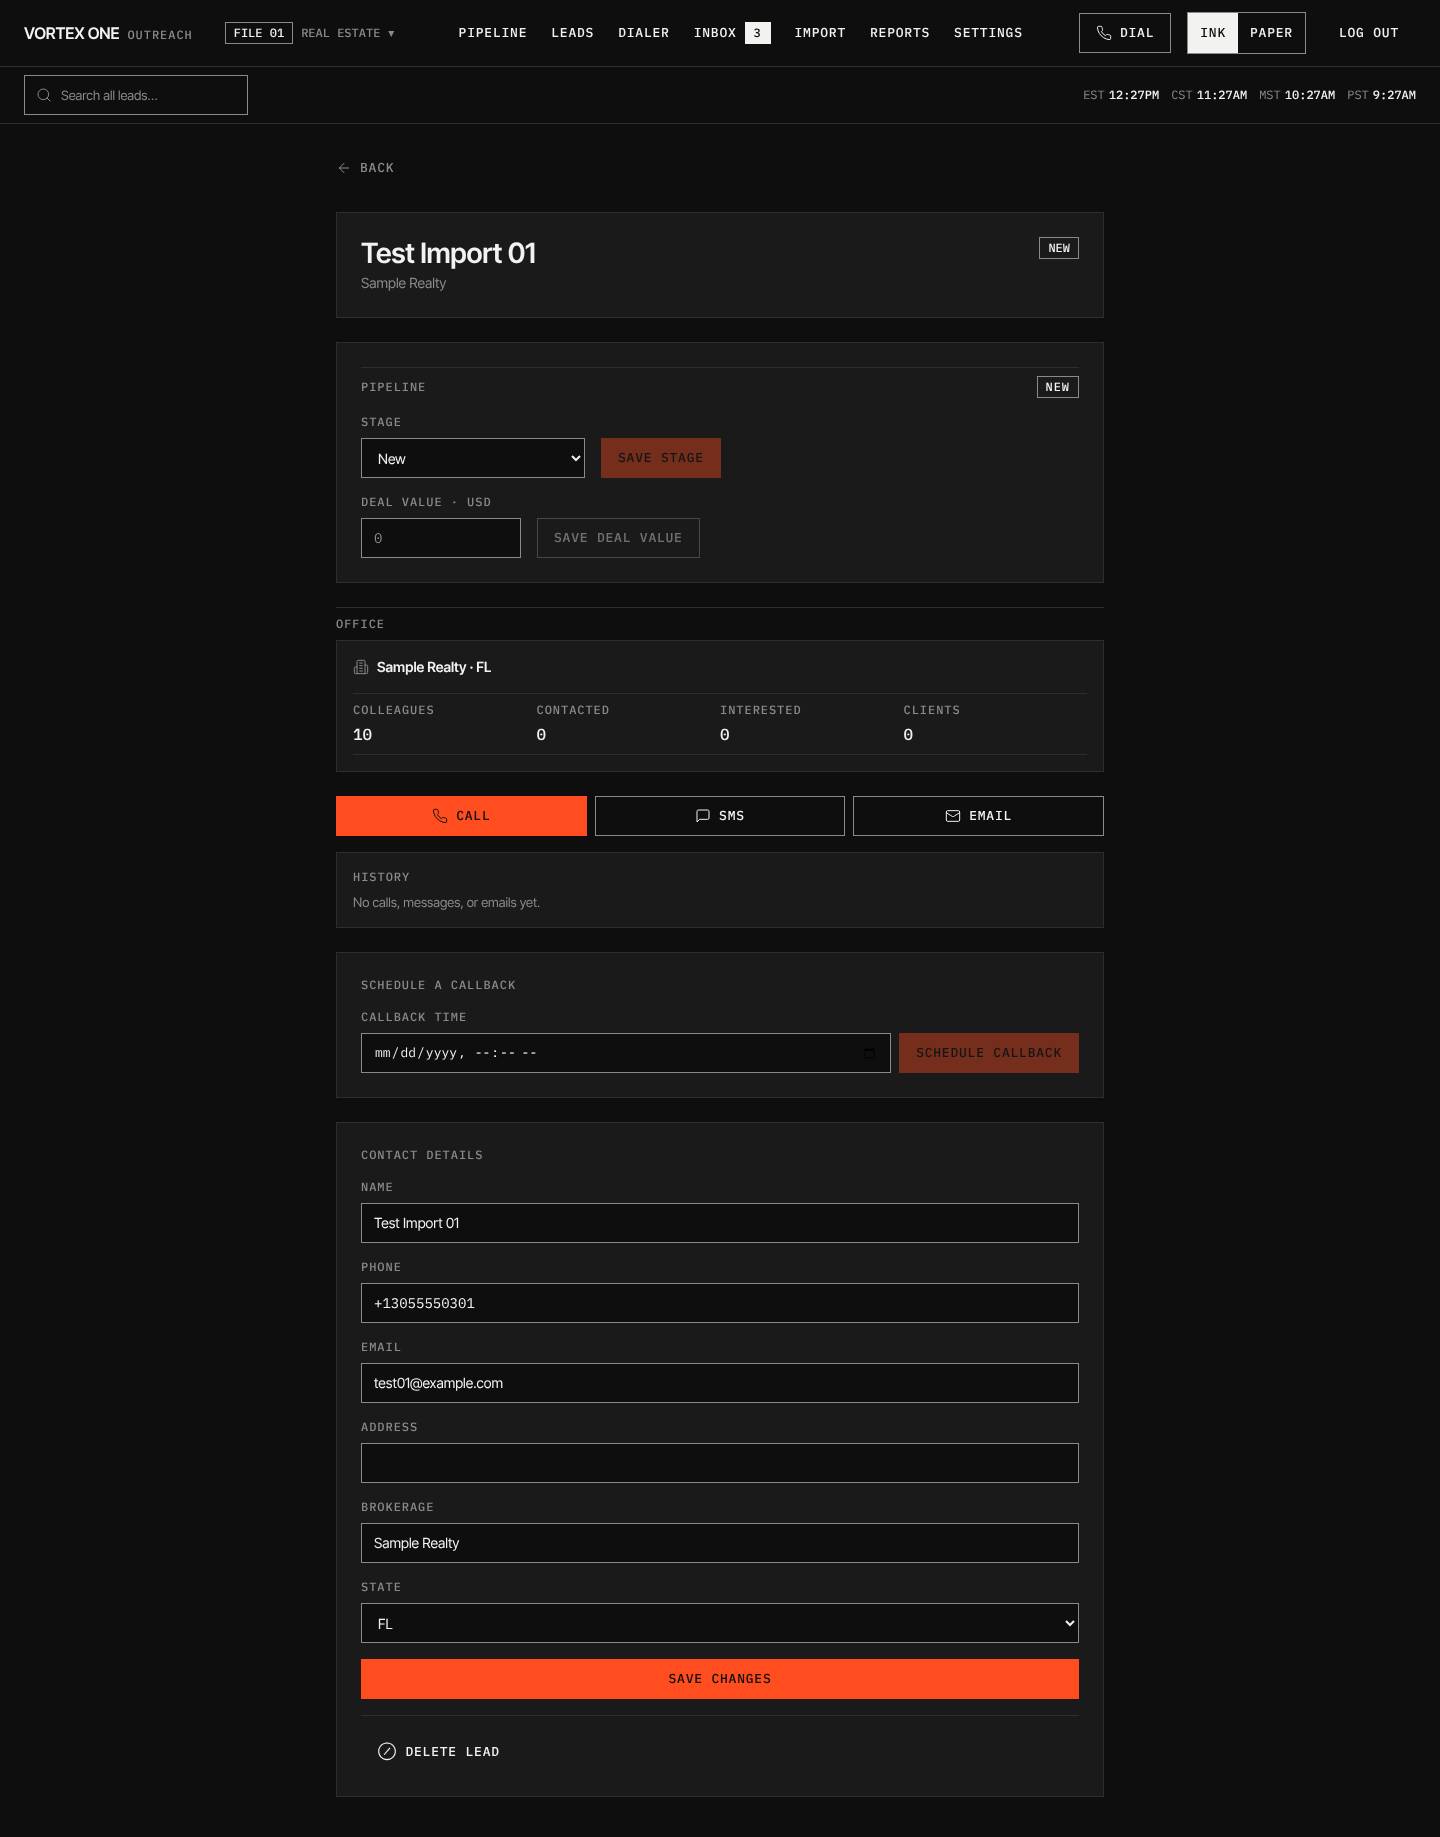 VORTEX ONE OUTREACH FILE 01 REAL ESTATE ▾ PIPELINE LEADS DIALER INBOX 3 IMPORT REPORTS SETTINGS DIAL INK PAPER LOG OUT
Search all leads... EST 12:27PM CST 11:27AM MST 10:27AM PST 9:27AM
← BACK
Test Import 01 NEW
Sample Realty
PIPELINE NEW
STAGE
New SAVE STAGE
DEAL VALUE · USD
0 SAVE DEAL VALUE
OFFICE
Sample Realty · FL
COLLEAGUES CONTACTED INTERESTED CLIENTS
10 0 0 0
CALL SMS EMAIL
HISTORY
No calls, messages, or emails yet.
SCHEDULE A CALLBACK
CALLBACK TIME
mm/dd/yyyy, --:-- -- SCHEDULE CALLBACK
CONTACT DETAILS
NAME
Test Import 01
PHONE
+13055550301
EMAIL
test01@example.com
ADDRESS
BROKERAGE
Sample Realty
STATE
FL
SAVE CHANGES
DELETE LEAD